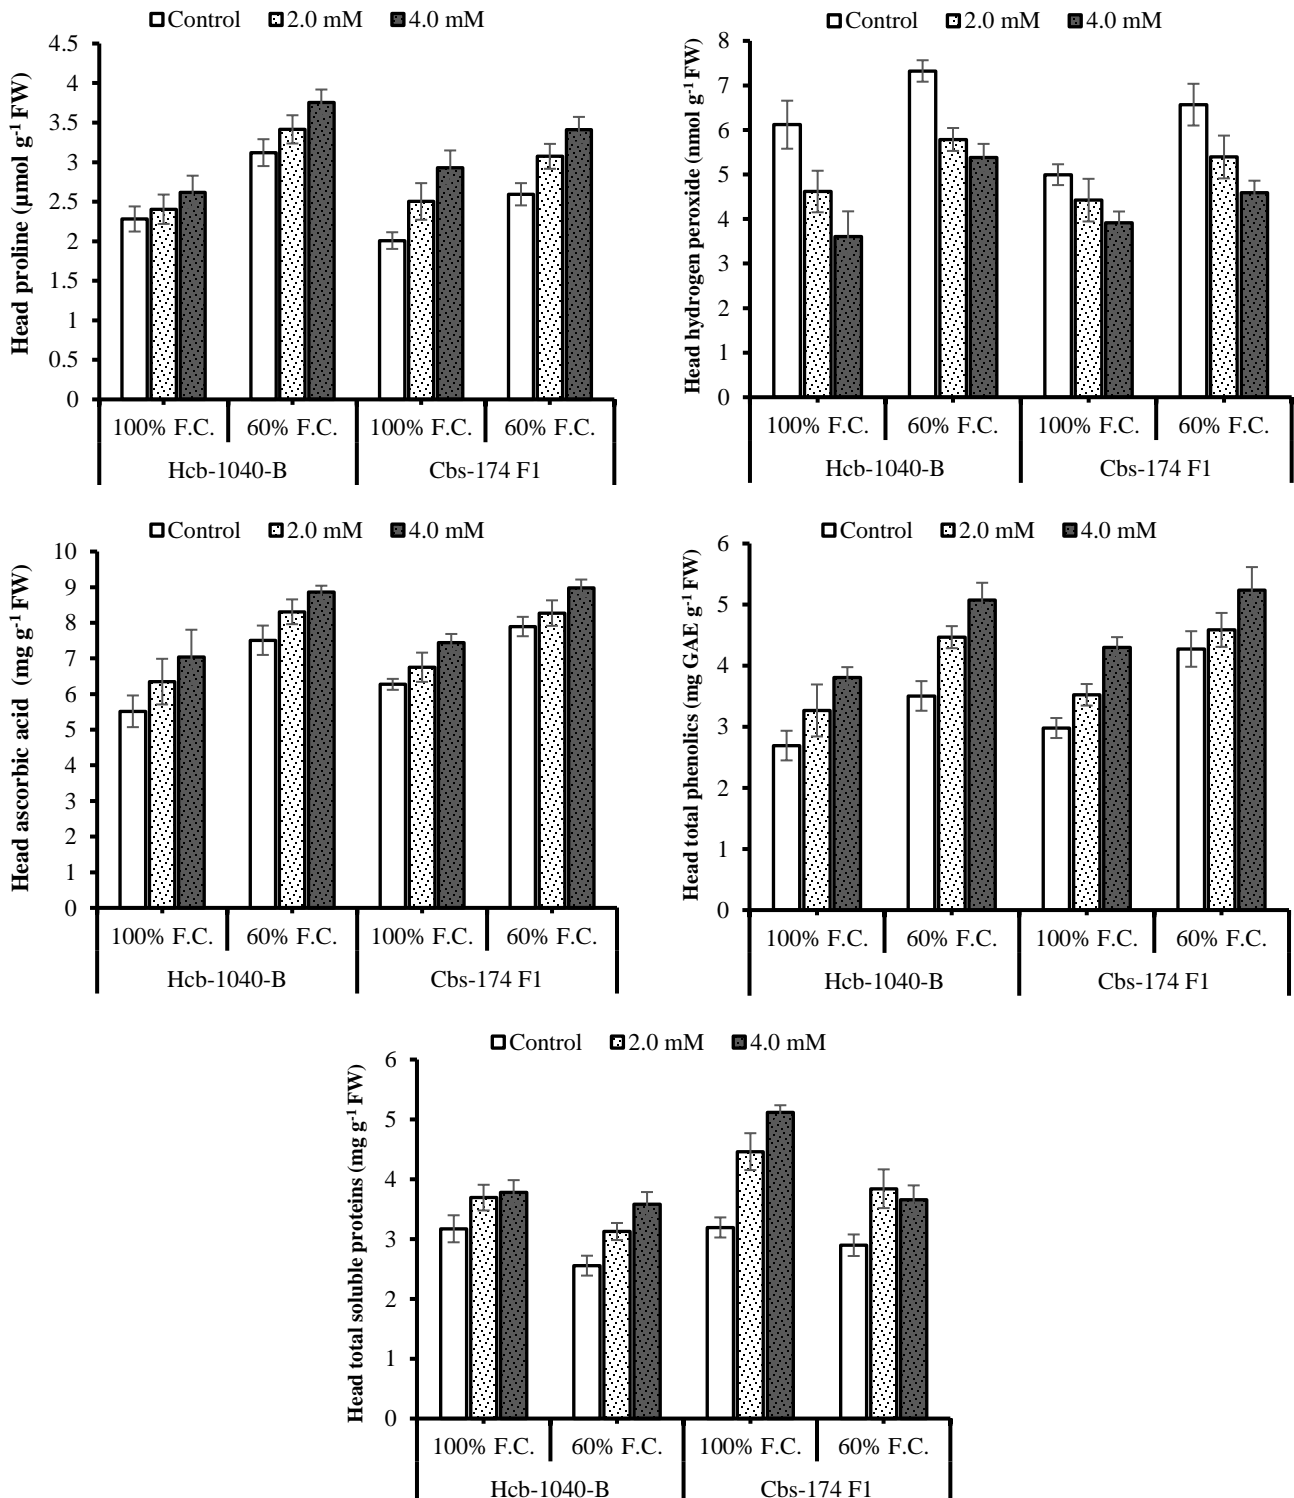 Control 2.0 mM 4.0 mM
Head proline (µmol g-1 FW)
4.5
4
3.5
3
2.5
2
1.5
1
0.5
0
100% F.C. 60% F.C. 100% F.C. 60% F.C.
Hcb-1040-B Cbs-174 F1
Control 2.0 mM 4.0 mM
Head hydrogen peroxide (nmol g-1 FW)
8
7
6
5
4
3
2
1
0
100% F.C. 60% F.C. 100% F.C. 60% F.C.
Hcb-1040-B Cbs-174 F1
Control 2.0 mM 4.0 mM
Head ascorbic acid (mg g-1 FW)
10
9
8
7
6
5
4
3
2
1
0
100% F.C. 60% F.C. 100% F.C. 60% F.C.
Hcb-1040-B Cbs-174 F1
Control 2.0 mM 4.0 mM
Head total phenolics (mg GAE g-1 FW)
6
5
4
3
2
1
0
100% F.C. 60% F.C. 100% F.C. 60% F.C.
Hcb-1040-B Cbs-174 F1
Control 2.0 mM 4.0 mM
Head total soluble proteins (mg g-1 FW)
6
5
4
3
2
1
0
100% F.C. 60% F.C. 100% F.C. 60% F.C.
Hcb-1040-B Cbs-174 F1